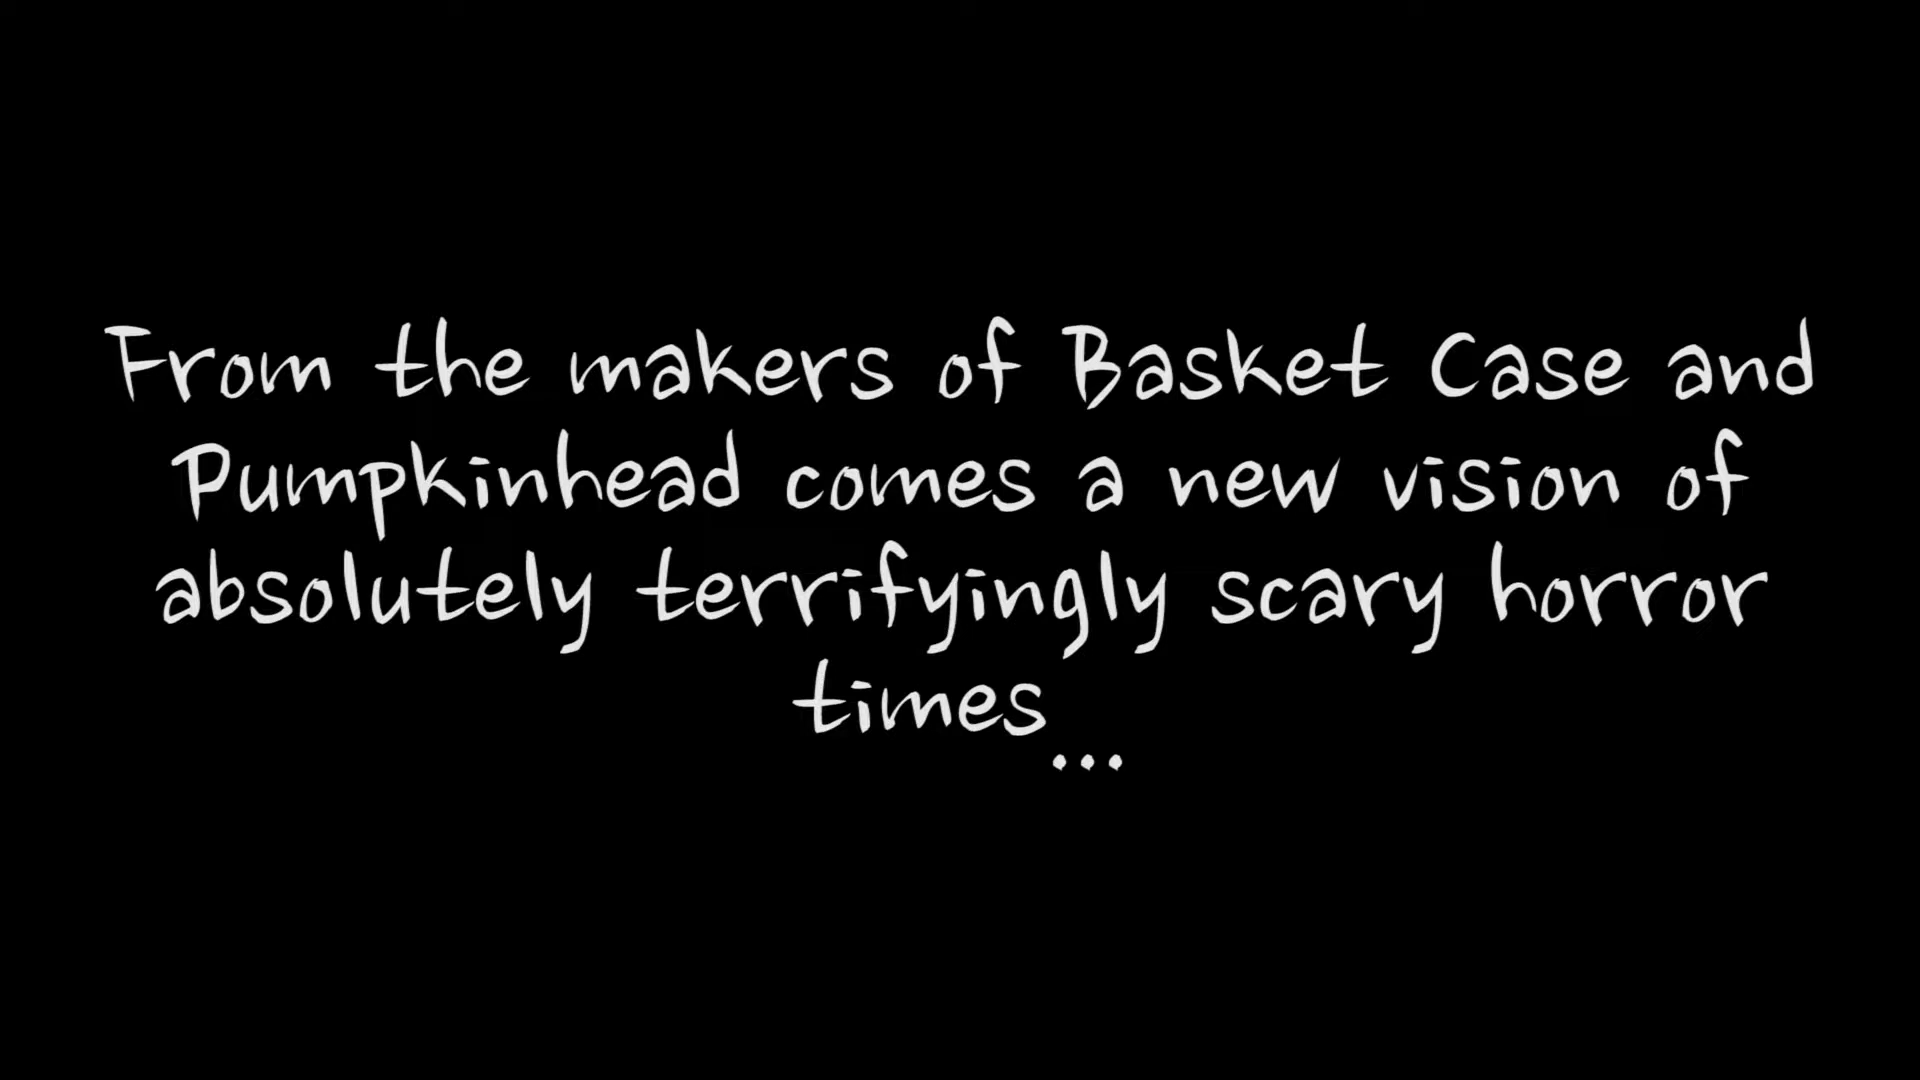 From the makers of Basket Case and
Pumpkinhead comes a new vision of
absolutely terrifyingly scary horror
times...